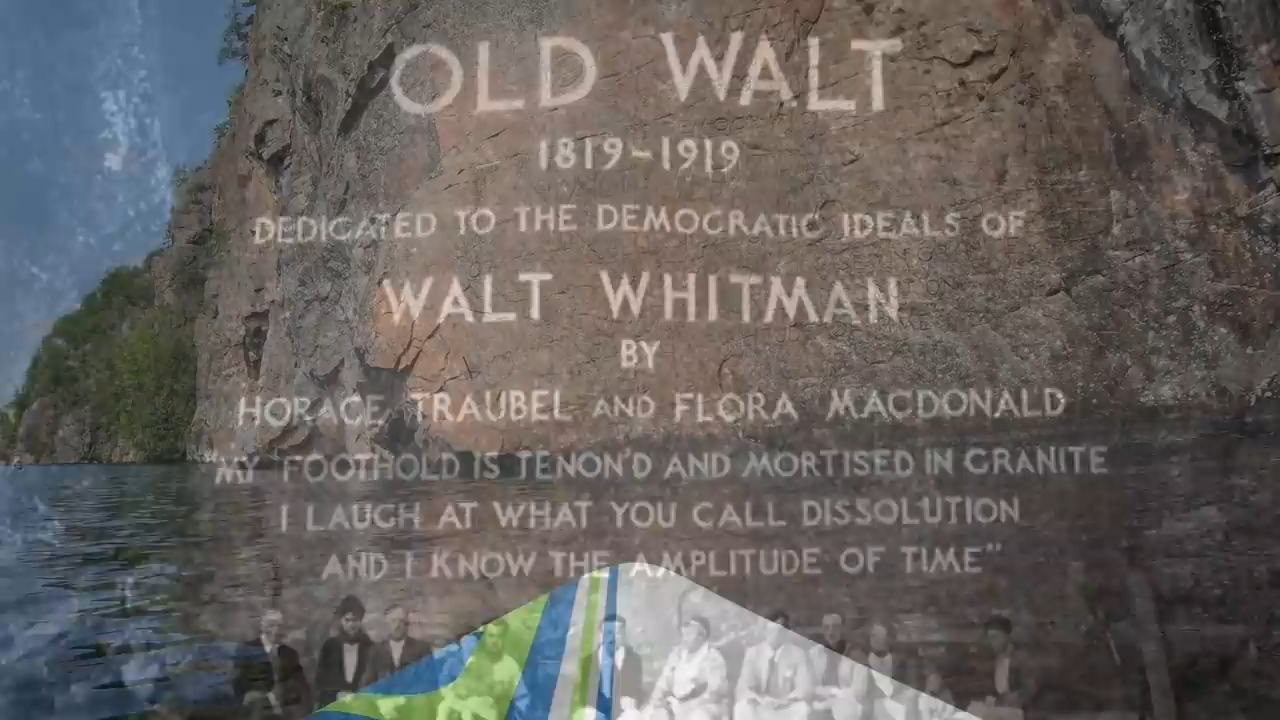 OLD WALT
1819-1919
DEDICATED TO THE DEMOCRATIC IDEALS OF
WALT WHITMAN
BY
HORACE TRAUBEL AND FLORA MACDONALD
"MY FOOTHOLD IS TENON'D AND MORTISED IN GRANITE
I LAUGH AT WHAT YOU CALL DISSOLUTION
AND I KNOW THE AMPLITUDE OF TIME"